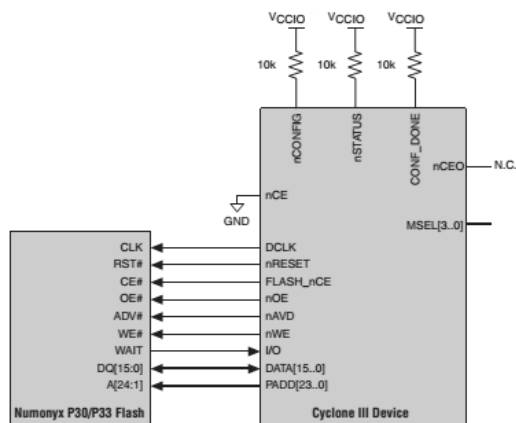 VCCIO VCCIO VCCIO
10k 10k 10k
nCONFIG
nSTATUS
CONF_DONE
nCEO N.C.
nCE
GND
MSEL[3..0]
CLK DCLK
RST# nRESET
CE# FLASH_nCE
OE# nOE
ADV# nAVD
WE# nWE
WAIT I/O
DQ[15:0] DATA[15..0]
A[24:1] PADD[23..0]
Numonyx P30/P33 Flash Cyclone III Device